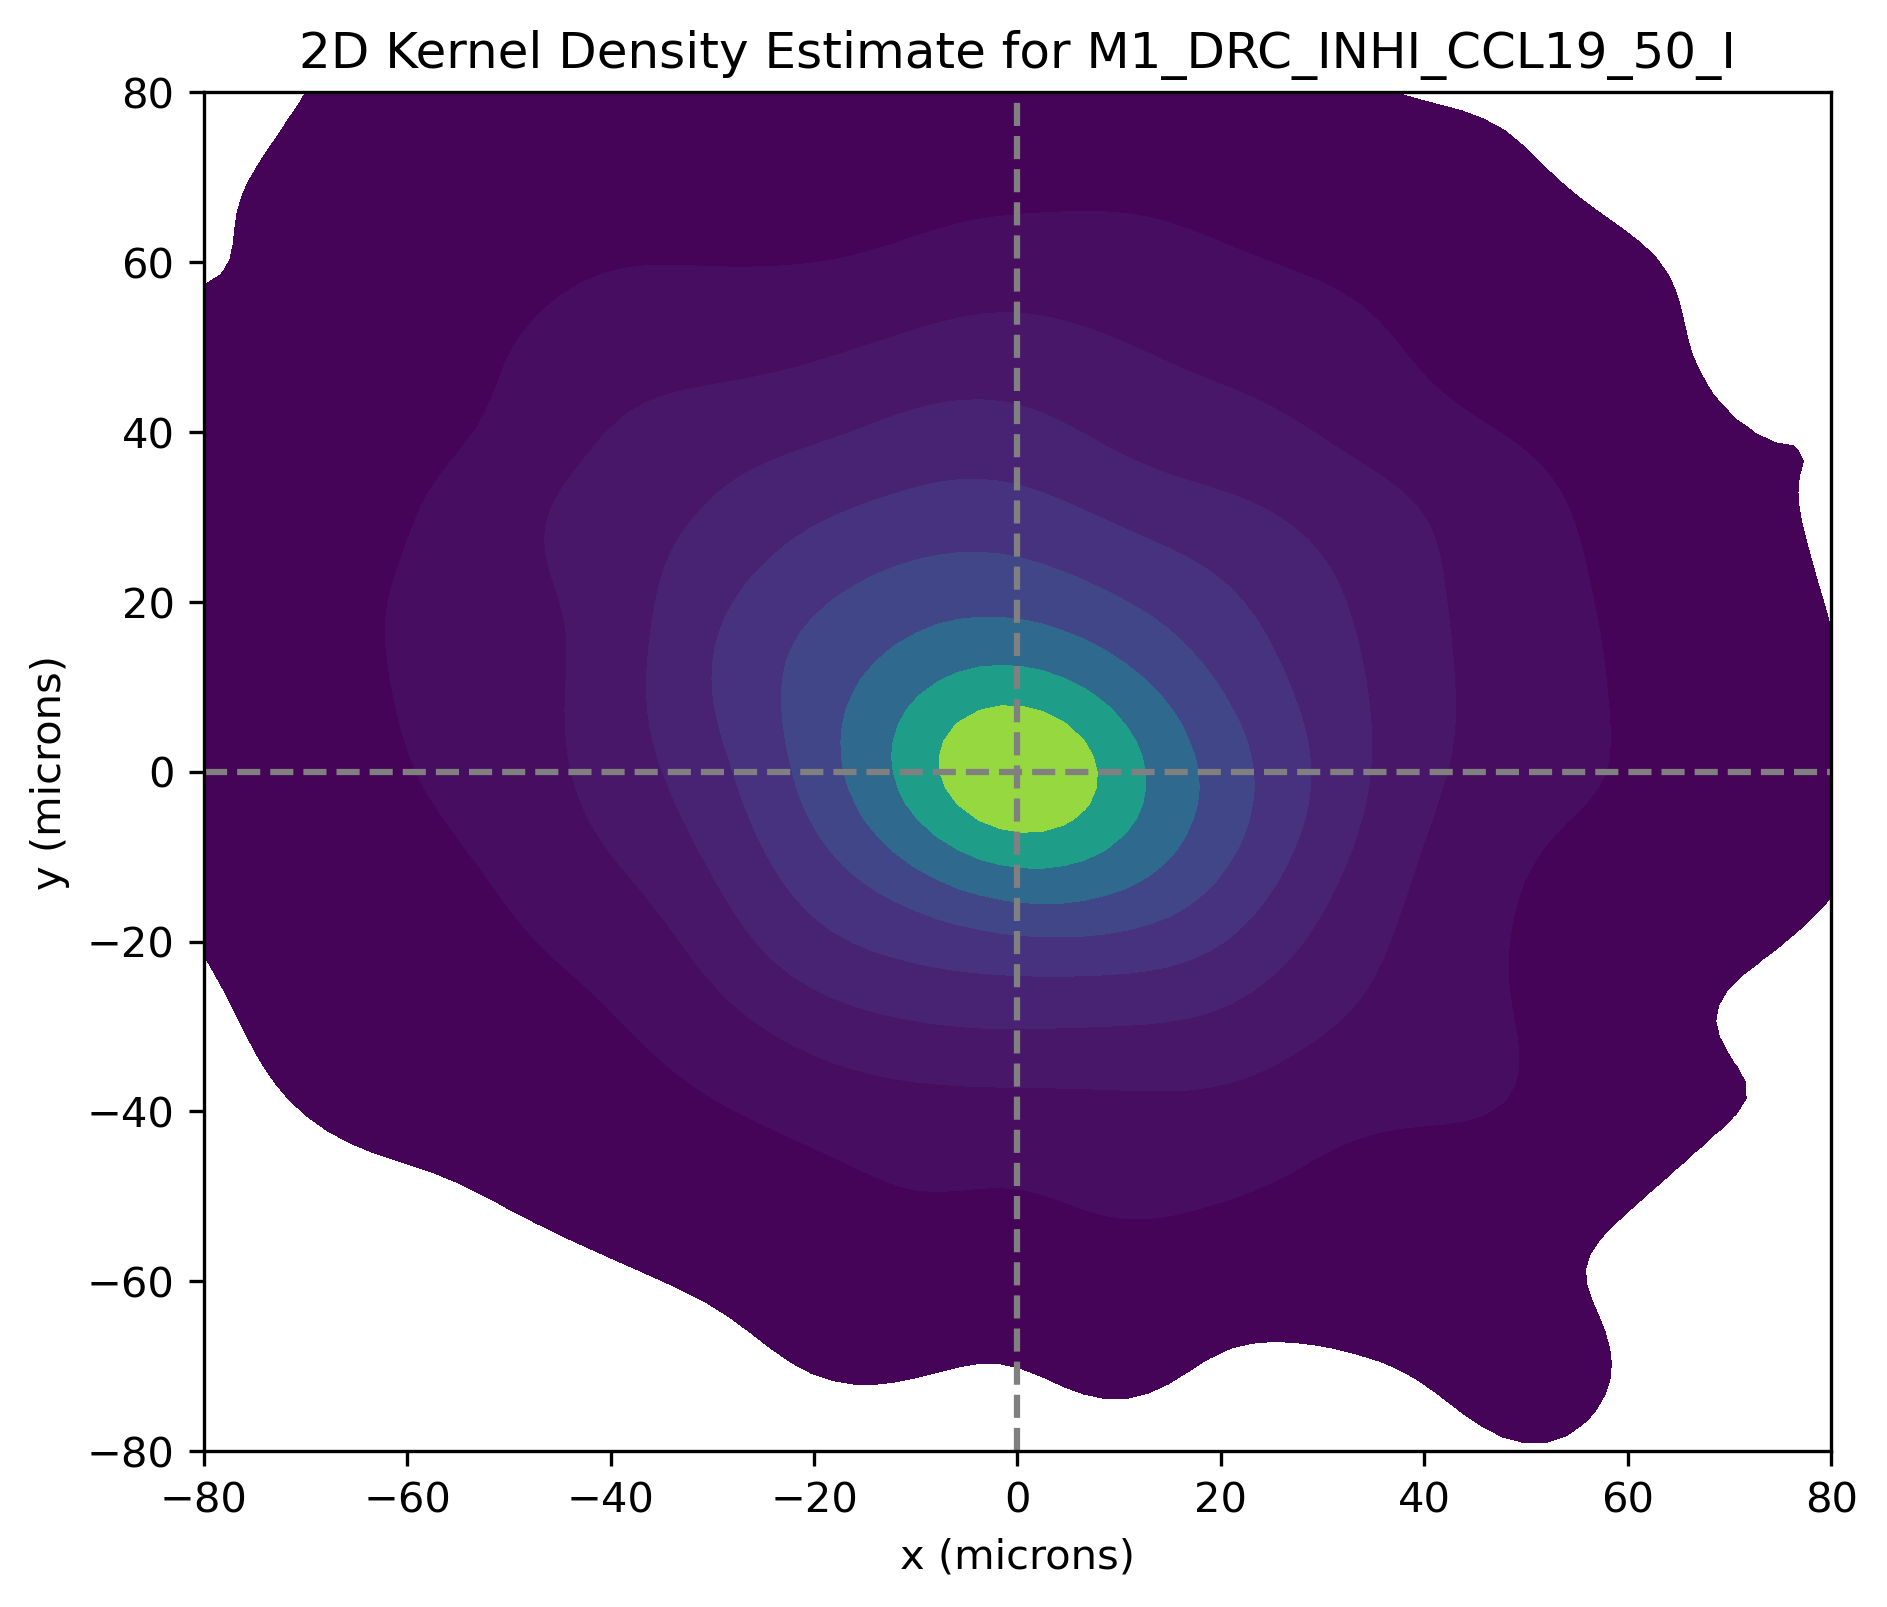 2D Kernel Density Estimate for M1_DRC_INHI_CCL19_50_I
80
60
40
20
0
−20
−40
−60
−80
y (microns)
−80 −60 −40 −20 0 20 40 60 80
x (microns)